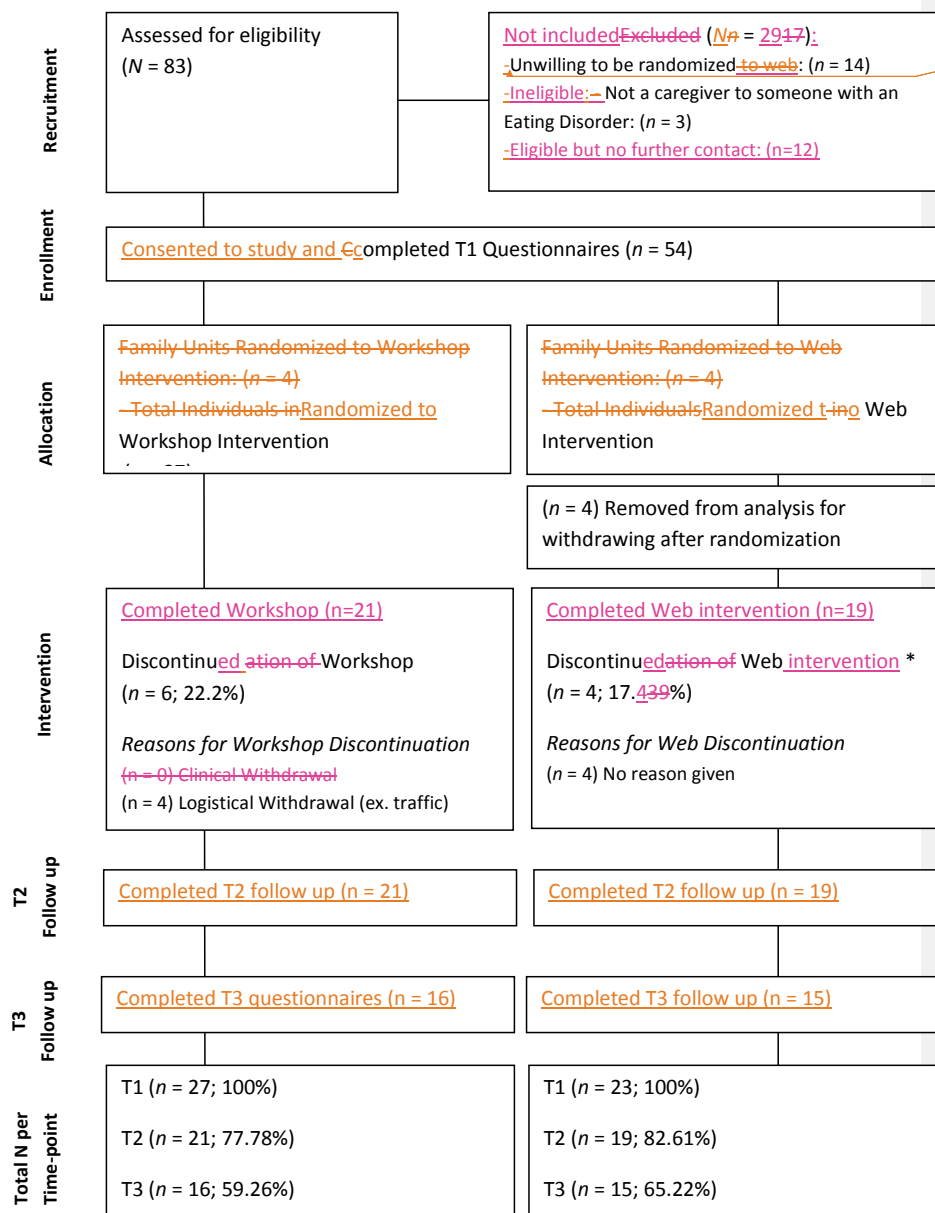 Recruitment
Assessed for eligibility
(N = 83)
Not includedExcluded (Nn = 2917):
-Unwilling to be randomized to web: (n = 14)
-Ineligible:- Not a caregiver to someone with an
Eating Disorder: (n = 3)
-Eligible but no further contact: (n=12)
Enrollment
Consented to study and Ccompleted T1 Questionnaires (n = 54)
Allocation
Family Units Randomized to Workshop
Intervention: (n = 4)
- Total Individuals inRandomized to
Workshop Intervention
Family Units Randomized to Web
Intervention: (n = 4)
- Total IndividualsRandomized t ino Web
Intervention
(n = 4) Removed from analysis for
withdrawing after randomization
Intervention
Completed Workshop (n=21)
Discontinued ation of Workshop
(n = 6; 22.2%)
Reasons for Workshop Discontinuation
(n = 0) Clinical Withdrawal
(n = 4) Logistical Withdrawal (ex. traffic)
Completed Web intervention (n=19)
Discontinuedation of Web intervention *
(n = 4; 17.439%)
Reasons for Web Discontinuation
(n = 4) No reason given
T2
Follow up
Completed T2 follow up (n = 21)
Completed T2 follow up (n = 19)
T3
Follow up
Completed T3 questionnaires (n = 16)
Completed T3 follow up (n = 15)
Total N per
Time-point
T1 (n = 27; 100%)
T2 (n = 21; 77.78%)
T3 (n = 16; 59.26%)
T1 (n = 23; 100%)
T2 (n = 19; 82.61%)
T3 (n = 15; 65.22%)